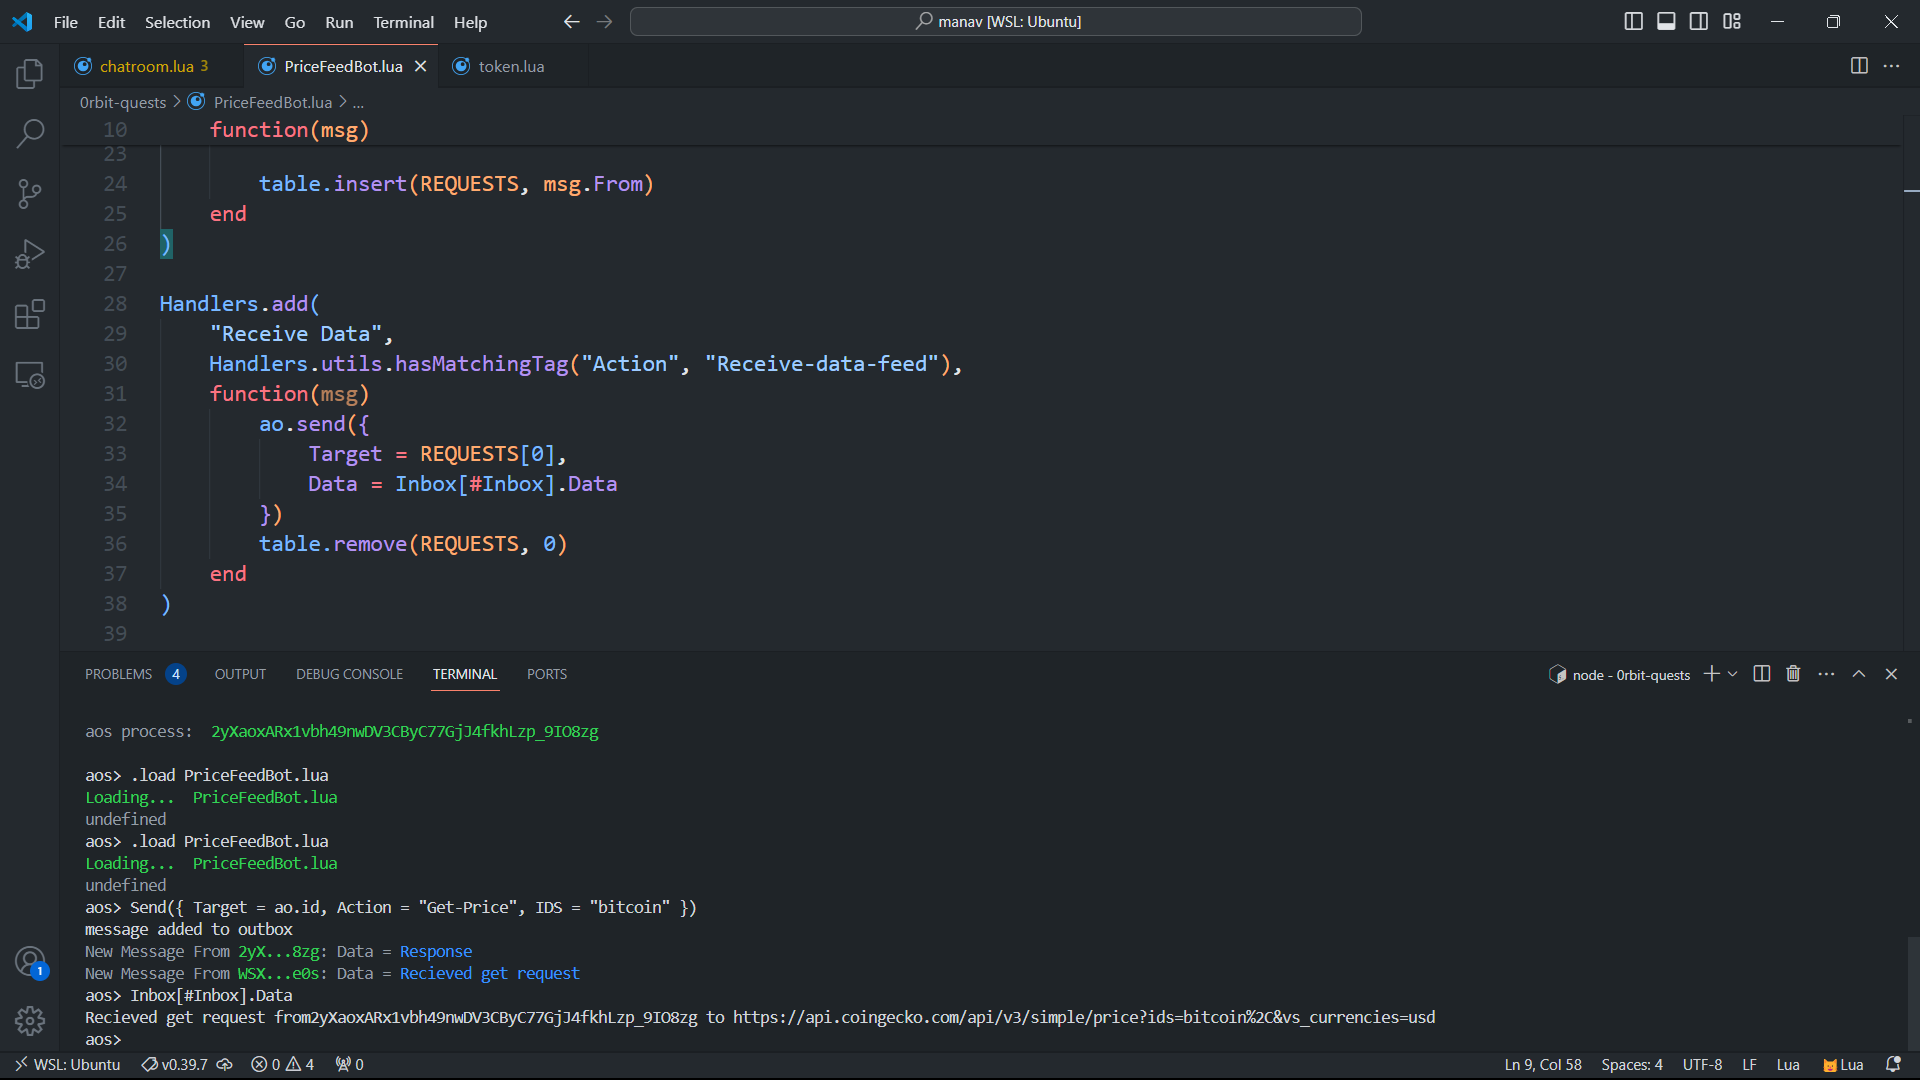 File Edit Selection View Go Run Terminal Help
manav [WSL: Ubuntu]
chatroom.lua 3 PriceFeedBot.lua token.lua
0rbit-quests > PriceFeedBot.lua > ...
10 function(msg)
23
24 table.insert(REQUESTS, msg.From)
25 end
26 )
27
28 Handlers.add(
29 "Receive Data",
30 Handlers.utils.hasMatchingTag("Action", "Receive-data-feed"),
31 function(msg)
32 ao.send({
33 Target = REQUESTS[0],
34 Data = Inbox[#Inbox].Data
35 })
36 table.remove(REQUESTS, 0)
37 end
38 )
39
PROBLEMS 4 OUTPUT DEBUG CONSOLE TERMINAL PORTS node - 0rbit-quests
aos process: 2yXaoxARx1vbh49nwDV3CByC77GjJ4fkhLzp_9IO8zg
aos> .load PriceFeedBot.lua
Loading... PriceFeedBot.lua
undefined
aos> .load PriceFeedBot.lua
Loading... PriceFeedBot.lua
undefined
aos> Send({ Target = ao.id, Action = "Get-Price", IDS = "bitcoin" })
message added to outbox
New Message From 2yX...8zg: Data = Response
New Message From WSX...e0s: Data = Recieved get request
aos> Inbox[#Inbox].Data
Recieved get request from2yXaoxARx1vbh49nwDV3CByC77GjJ4fkhLzp_9IO8zg to https://api.coingecko.com/api/v3/simple/price?ids=bitcoin%2C&vs_currencies=usd
aos>
1
WSL: Ubuntu v0.39.7 0 4 0 Ln 9, Col 58 Spaces: 4 UTF-8 LF Lua Lua